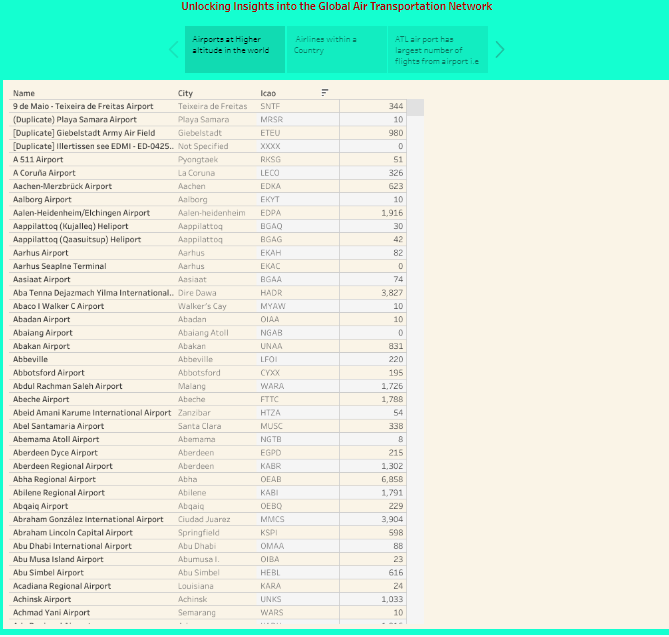 Unlocking Insights into the Global Air Transportation Network
Airports at Higher
altitude in the world
Airlines within a
Country
ATL air port has
largest number of
flights from airport i.e
Name City Icao
9 de Maio - Teixeira de Freitas Airport Teixeira de Freitas SNTF 344
(Duplicate) Playa Samara Airport Playa Samara MRSR 10
[Duplicate] Giebelstadt Army Air Field Giebelstadt ETEU 980
[Duplicate] Illertissen see EDMI - ED-0425.. Not Specified XXXX 0
A 511 Airport Pyongtaek RKSG 51
A Coruña Airport La Coruna LECO 326
Aachen-Merzbrück Airport Aachen EDKA 623
Aalborg Airport Aalborg EKYT 10
Aalen-Heidenheim/Elchingen Airport Aalen-heidenheim EDPA 1,916
Aappilattoq (Kujalleq) Heliport Aappilattoq BGAQ 30
Aappilattoq (Qaasuitsup) Heliport Aappilattoq BGAG 42
Aarhus Airport Aarhus EKAH 82
Aarhus Seaplne Terminal Aarhus EKAC 0
Aasiaat Airport Aasiaat BGAA 74
Aba Tenna Dejazmach Yilma International.. Dire Dawa HADR 3,827
Abaco I Walker C Airport Walker's Cay MYAW 10
Abadan Airport Abadan OIAA 10
Abaiang Airport Abaiang Atoll NGAB 0
Abakan Airport Abakan UNAA 831
Abbeville Abbeville LFOI 220
Abbotsford Airport Abbotsford CYXX 195
Abdul Rachman Saleh Airport Malang WARA 1,726
Abeche Airport Abeche FTTC 1,788
Abeid Amani Karume International Airport Zanzibar HTZA 54
Abel Santamaria Airport Santa Clara MUSC 338
Abemama Atoll Airport Abemama NGTB 8
Aberdeen Dyce Airport Aberdeen EGPD 215
Aberdeen Regional Airport Aberdeen KABR 1,302
Abha Regional Airport Abha OEAB 6,858
Abilene Regional Airport Abilene KABI 1,791
Abqaiq Airport Abqaiq OEBQ 229
Abraham González International Airport Ciudad Juarez MMCS 3,904
Abraham Lincoln Capital Airport Springfield KSPI 598
Abu Dhabi International Airport Abu Dhabi OMAA 88
Abu Musa Island Airport Abumusa I. OIBA 23
Abu Simbel Airport Abu Simbel HEBL 616
Acadiana Regional Airport Louisiana KARA 24
Achinsk Airport Achinsk UNKS 1,033
Achmad Yani Airport Semarang WARS 10